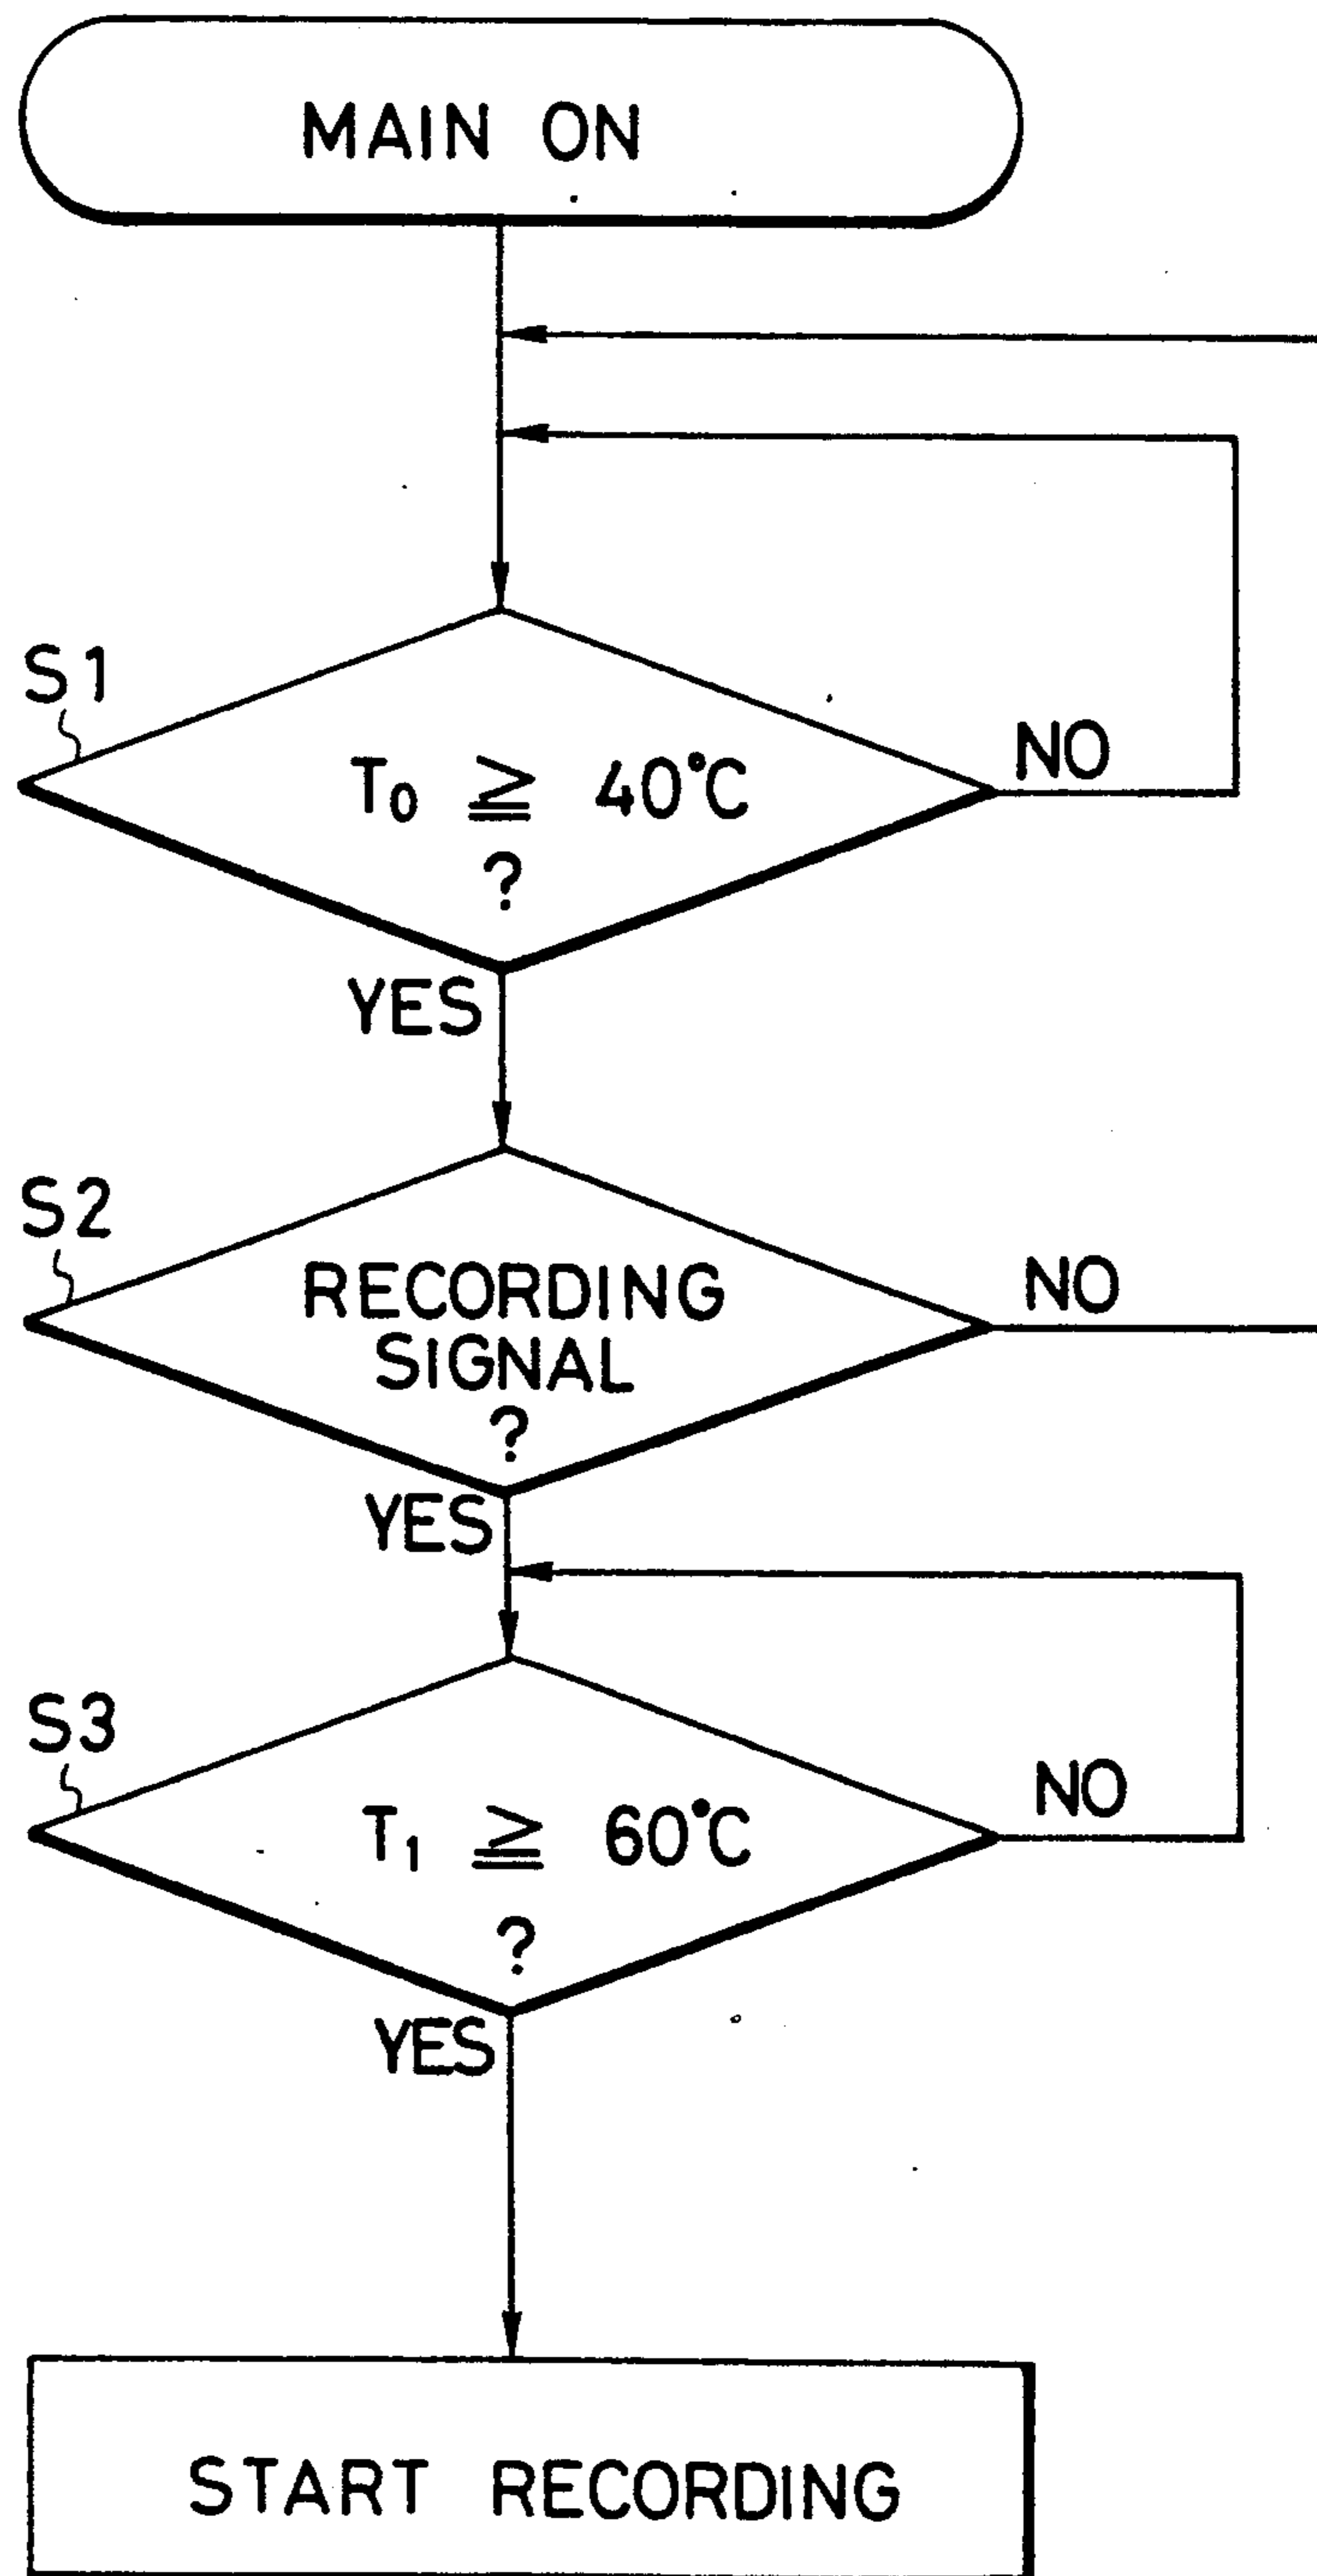 MAIN ON
S1
T₀ ≧ 40°C
?
NO
YES
S2
RECORDING
SIGNAL
?
NO
YES
S3
T₁ ≧ 60°C
?
NO
YES
START RECORDING